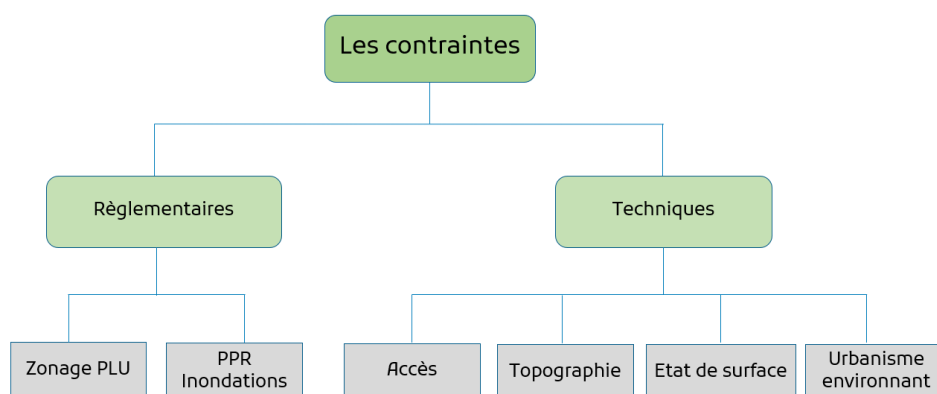 Les contraintes
Règlementaires
Techniques
Zonage PLU
PPR
Inondations
Accès
Topographie
Etat de surface
Urbanisme
environnant